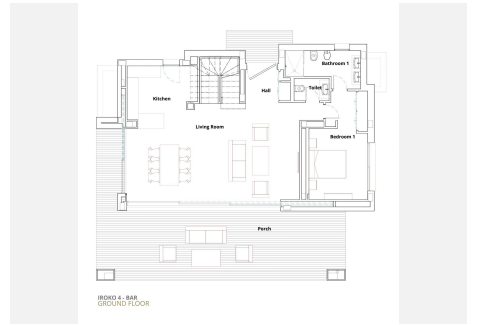 Bathroom 1
Hall
Toilet
Kitchen
Living Room
Bedroom 1
Porch
IROKO 4 - BAR
GROUND FLOOR